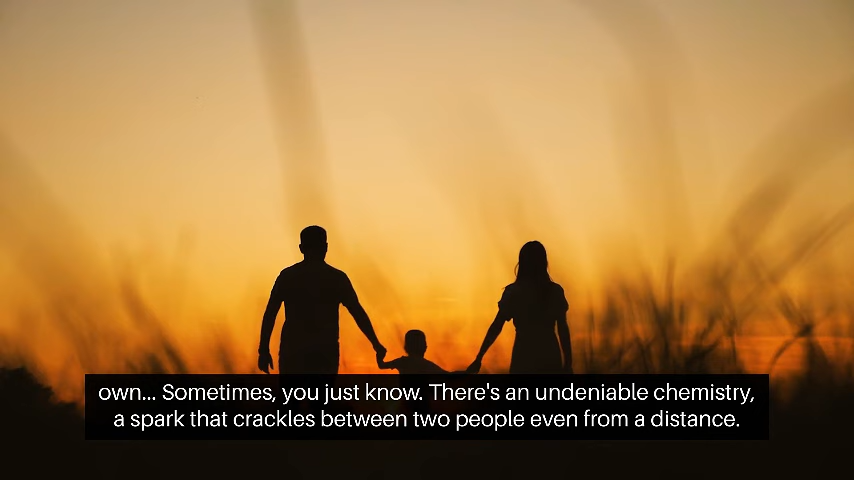 own... Sometimes, you just know. There's an undeniable chemistry,
a spark that crackles between two people even from a distance.